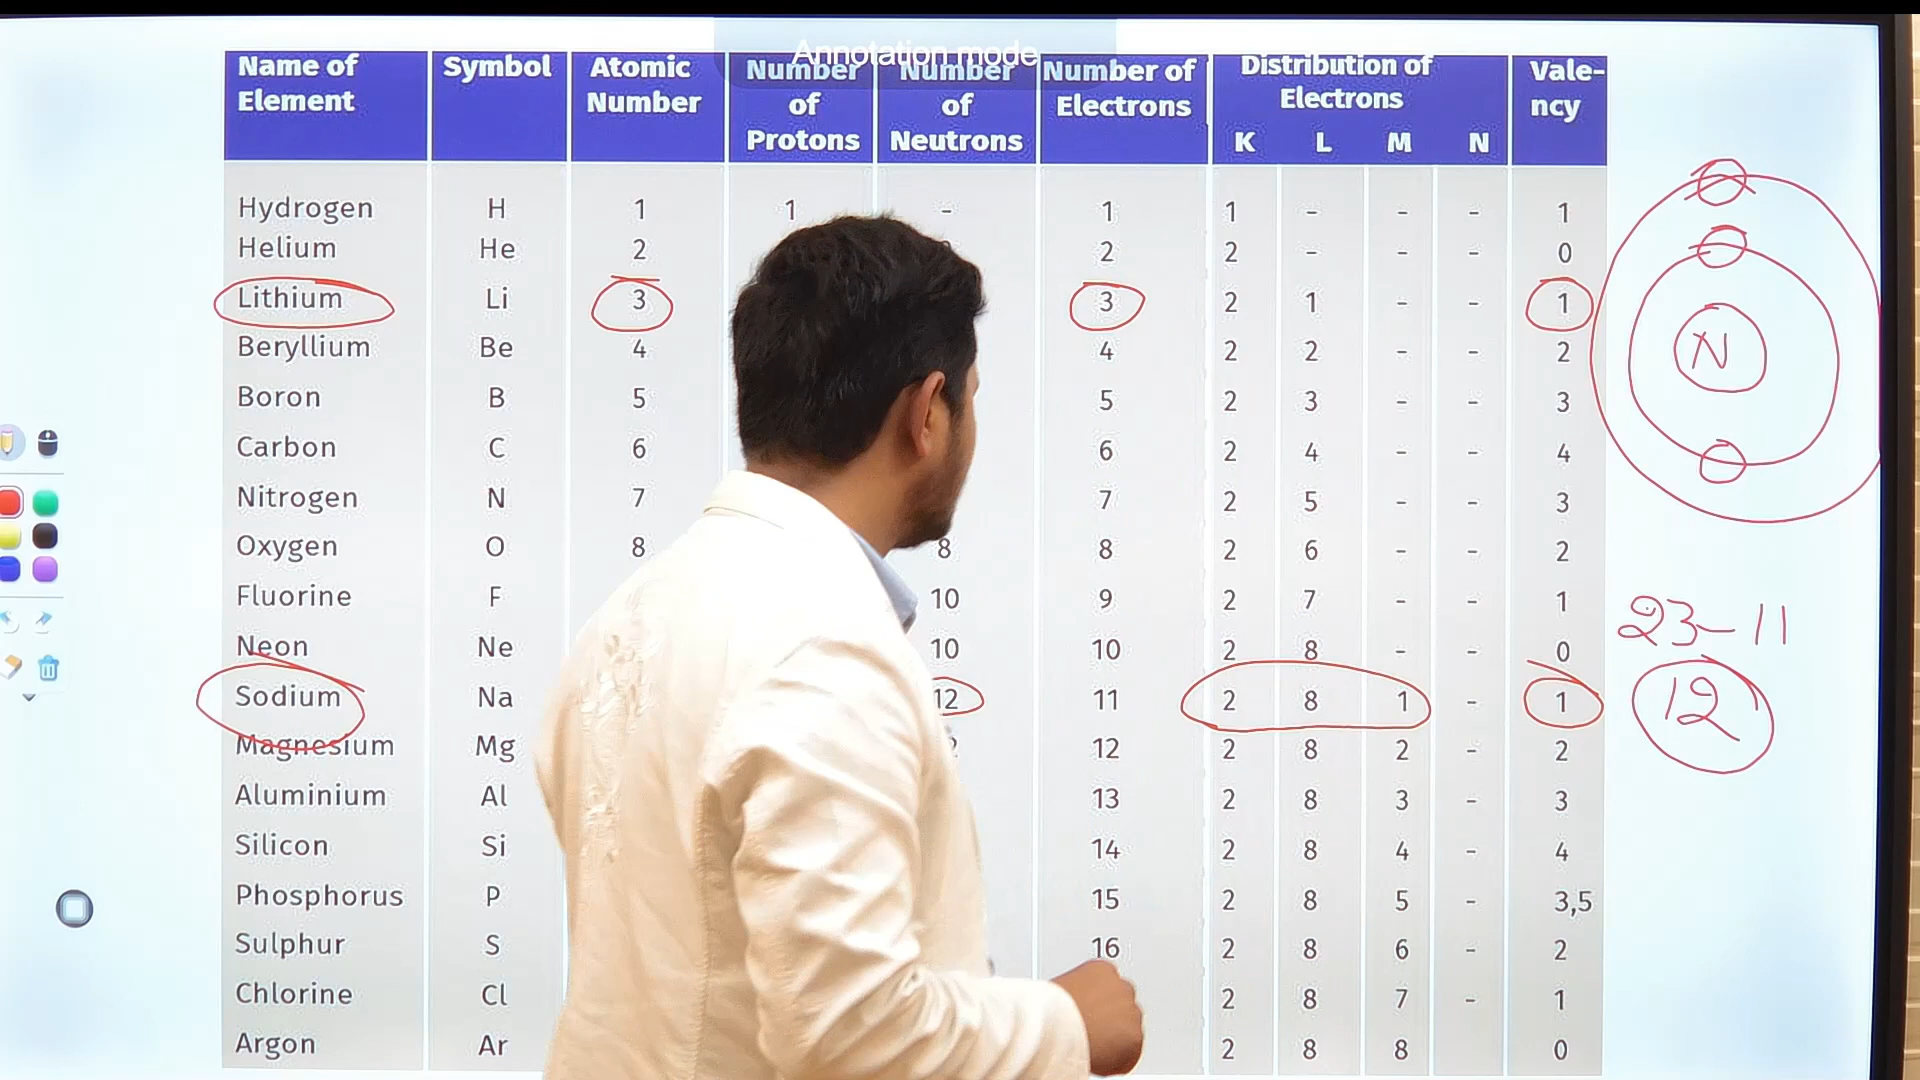 Annotation mode
Name of Element Symbol Atomic Number Number of Protons Number of Neutrons Number of Electrons Distribution of Electrons K L M N Vale-ncy
Hydrogen H 1 1 - 1 1 - - - 1
Helium He 2 2 2 - - - 0
Lithium Li 3 3 2 1 - - 1
Beryllium Be 4 4 2 2 - - 2
Boron B 5 5 2 3 - - 3
Carbon C 6 6 2 4 - - 4
Nitrogen N 7 7 2 5 - - 3
Oxygen O 8 8 8 2 6 - - 2
Fluorine F 10 9 2 7 - - 1
Neon Ne 10 10 2 8 - - 0
Sodium Na 12 11 2 8 1 - 1
Magnesium Mg 12 2 8 2 - 2
Aluminium Al 13 2 8 3 - 3
Silicon Si 14 2 8 4 - 4
Phosphorus P 15 2 8 5 - 3,5
Sulphur S 16 2 8 6 - 2
Chlorine Cl 2 8 7 - 1
Argon Ar 2 8 8 0
N
23-11
12